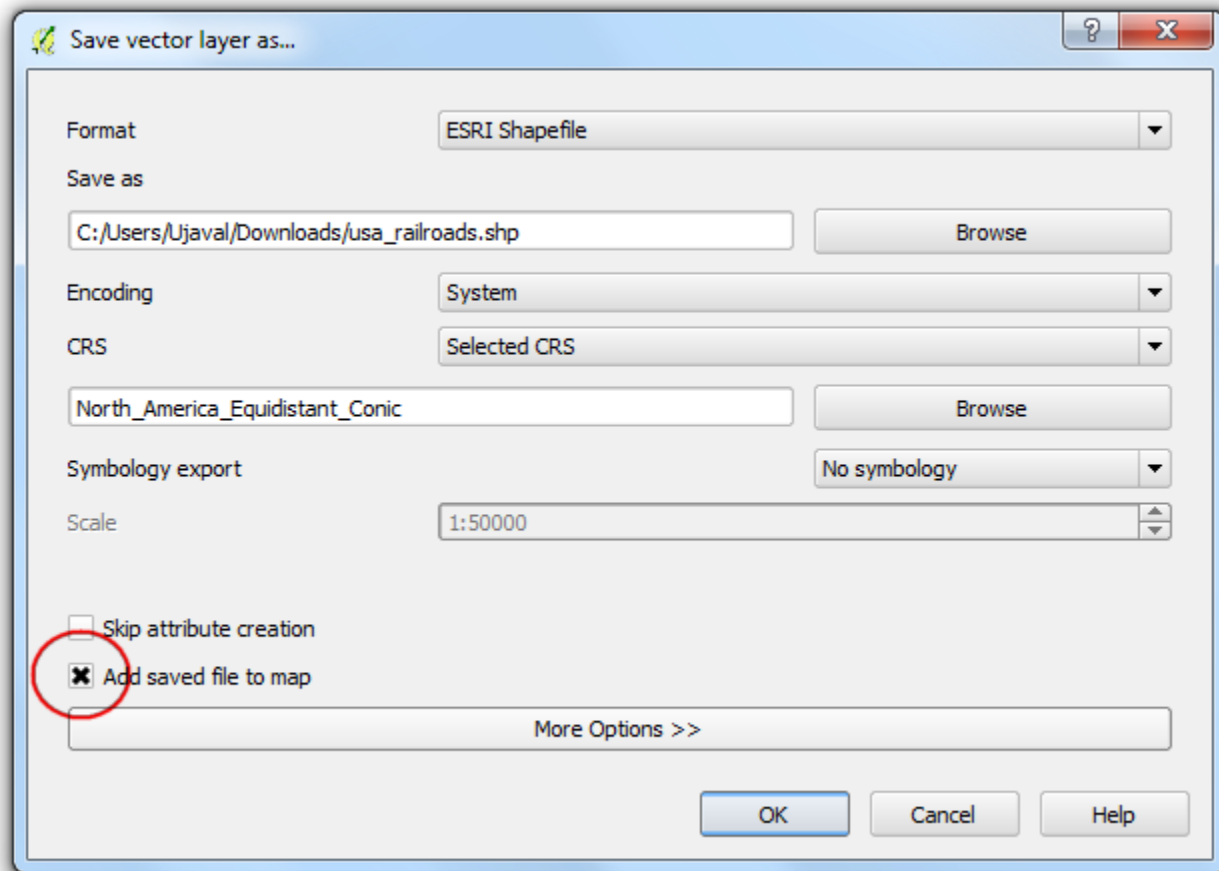 Save vector layer as...
Format ESRI Shapefile
Save as
C:/Users/Ujaval/Downloads/usa_railroads.shp Browse
Encoding System
CRS Selected CRS
North_America_Equidistant_Conic Browse
Symbology export No symbology
Scale 1:50000
Skip attribute creation
Add saved file to map
More Options >>
OK Cancel Help